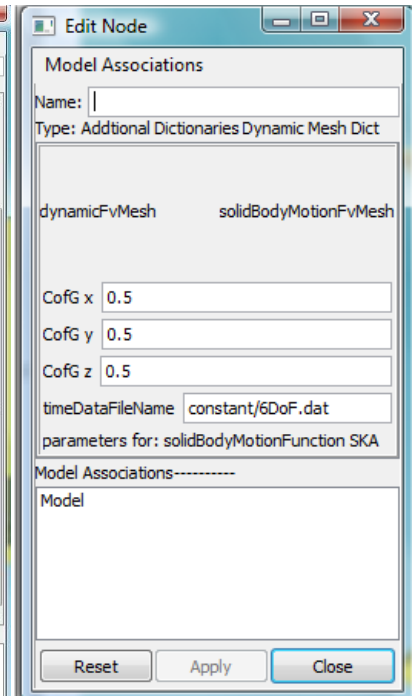 Edit Node
Model Associations
Name:
Type: Addtional Dictionaries Dynamic Mesh Dict
dynamicFvMesh solidBodyMotionFvMesh
CofG x 0.5
CofG y 0.5
CofG z 0.5
timeDataFileName constant/6DoF.dat
parameters for: solidBodyMotionFunction SKA
Model Associations----------
Model
Reset Apply Close